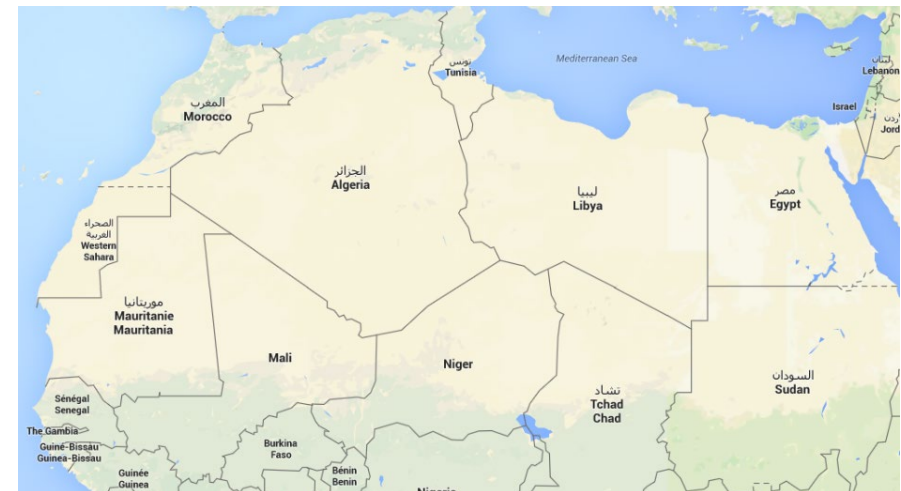 Mediterranean Sea
تونس
Tunisia
لبنان
Lebanon
Israel
المغرب
Morocco
الجزائر
Algeria
ليبيا
Libya
مصر
Egypt
الصحراء
الغربية
Western
Sahara
موريتانيا
Mauritanie
Mauritania
Mali
Niger
تشاد
Tchad
Chad
السودان
Sudan
Sénégal
Senegal
The Gambia
Guiné-Bissau
Guinea-Bissau
Guinée
Guinea
Burkina
Faso
Bénin
Benin